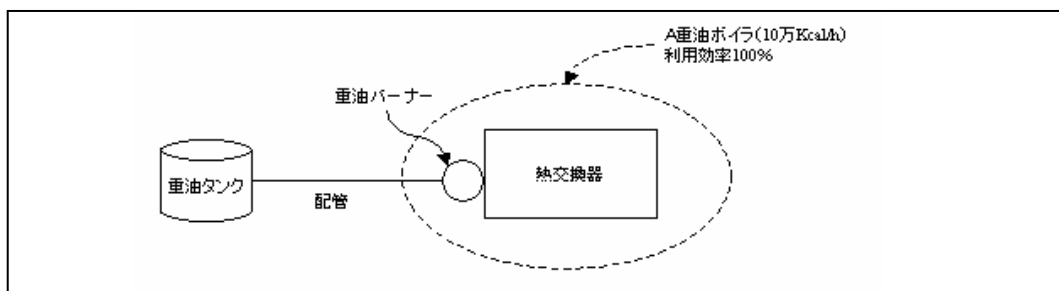 A重油ボイラ(10万Kcal/h)
利用効率100%
重油バーナー
重油タンク
配管
熱交換器